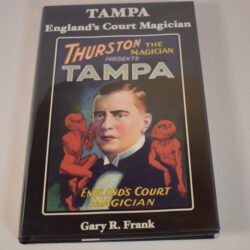 TAMPA
England's Court Magician
THURSTON THE
MAGICIAN
PRESENTS
TAMPA
ENGLAND'S COURT
MAGICIAN
Gary R. Frank